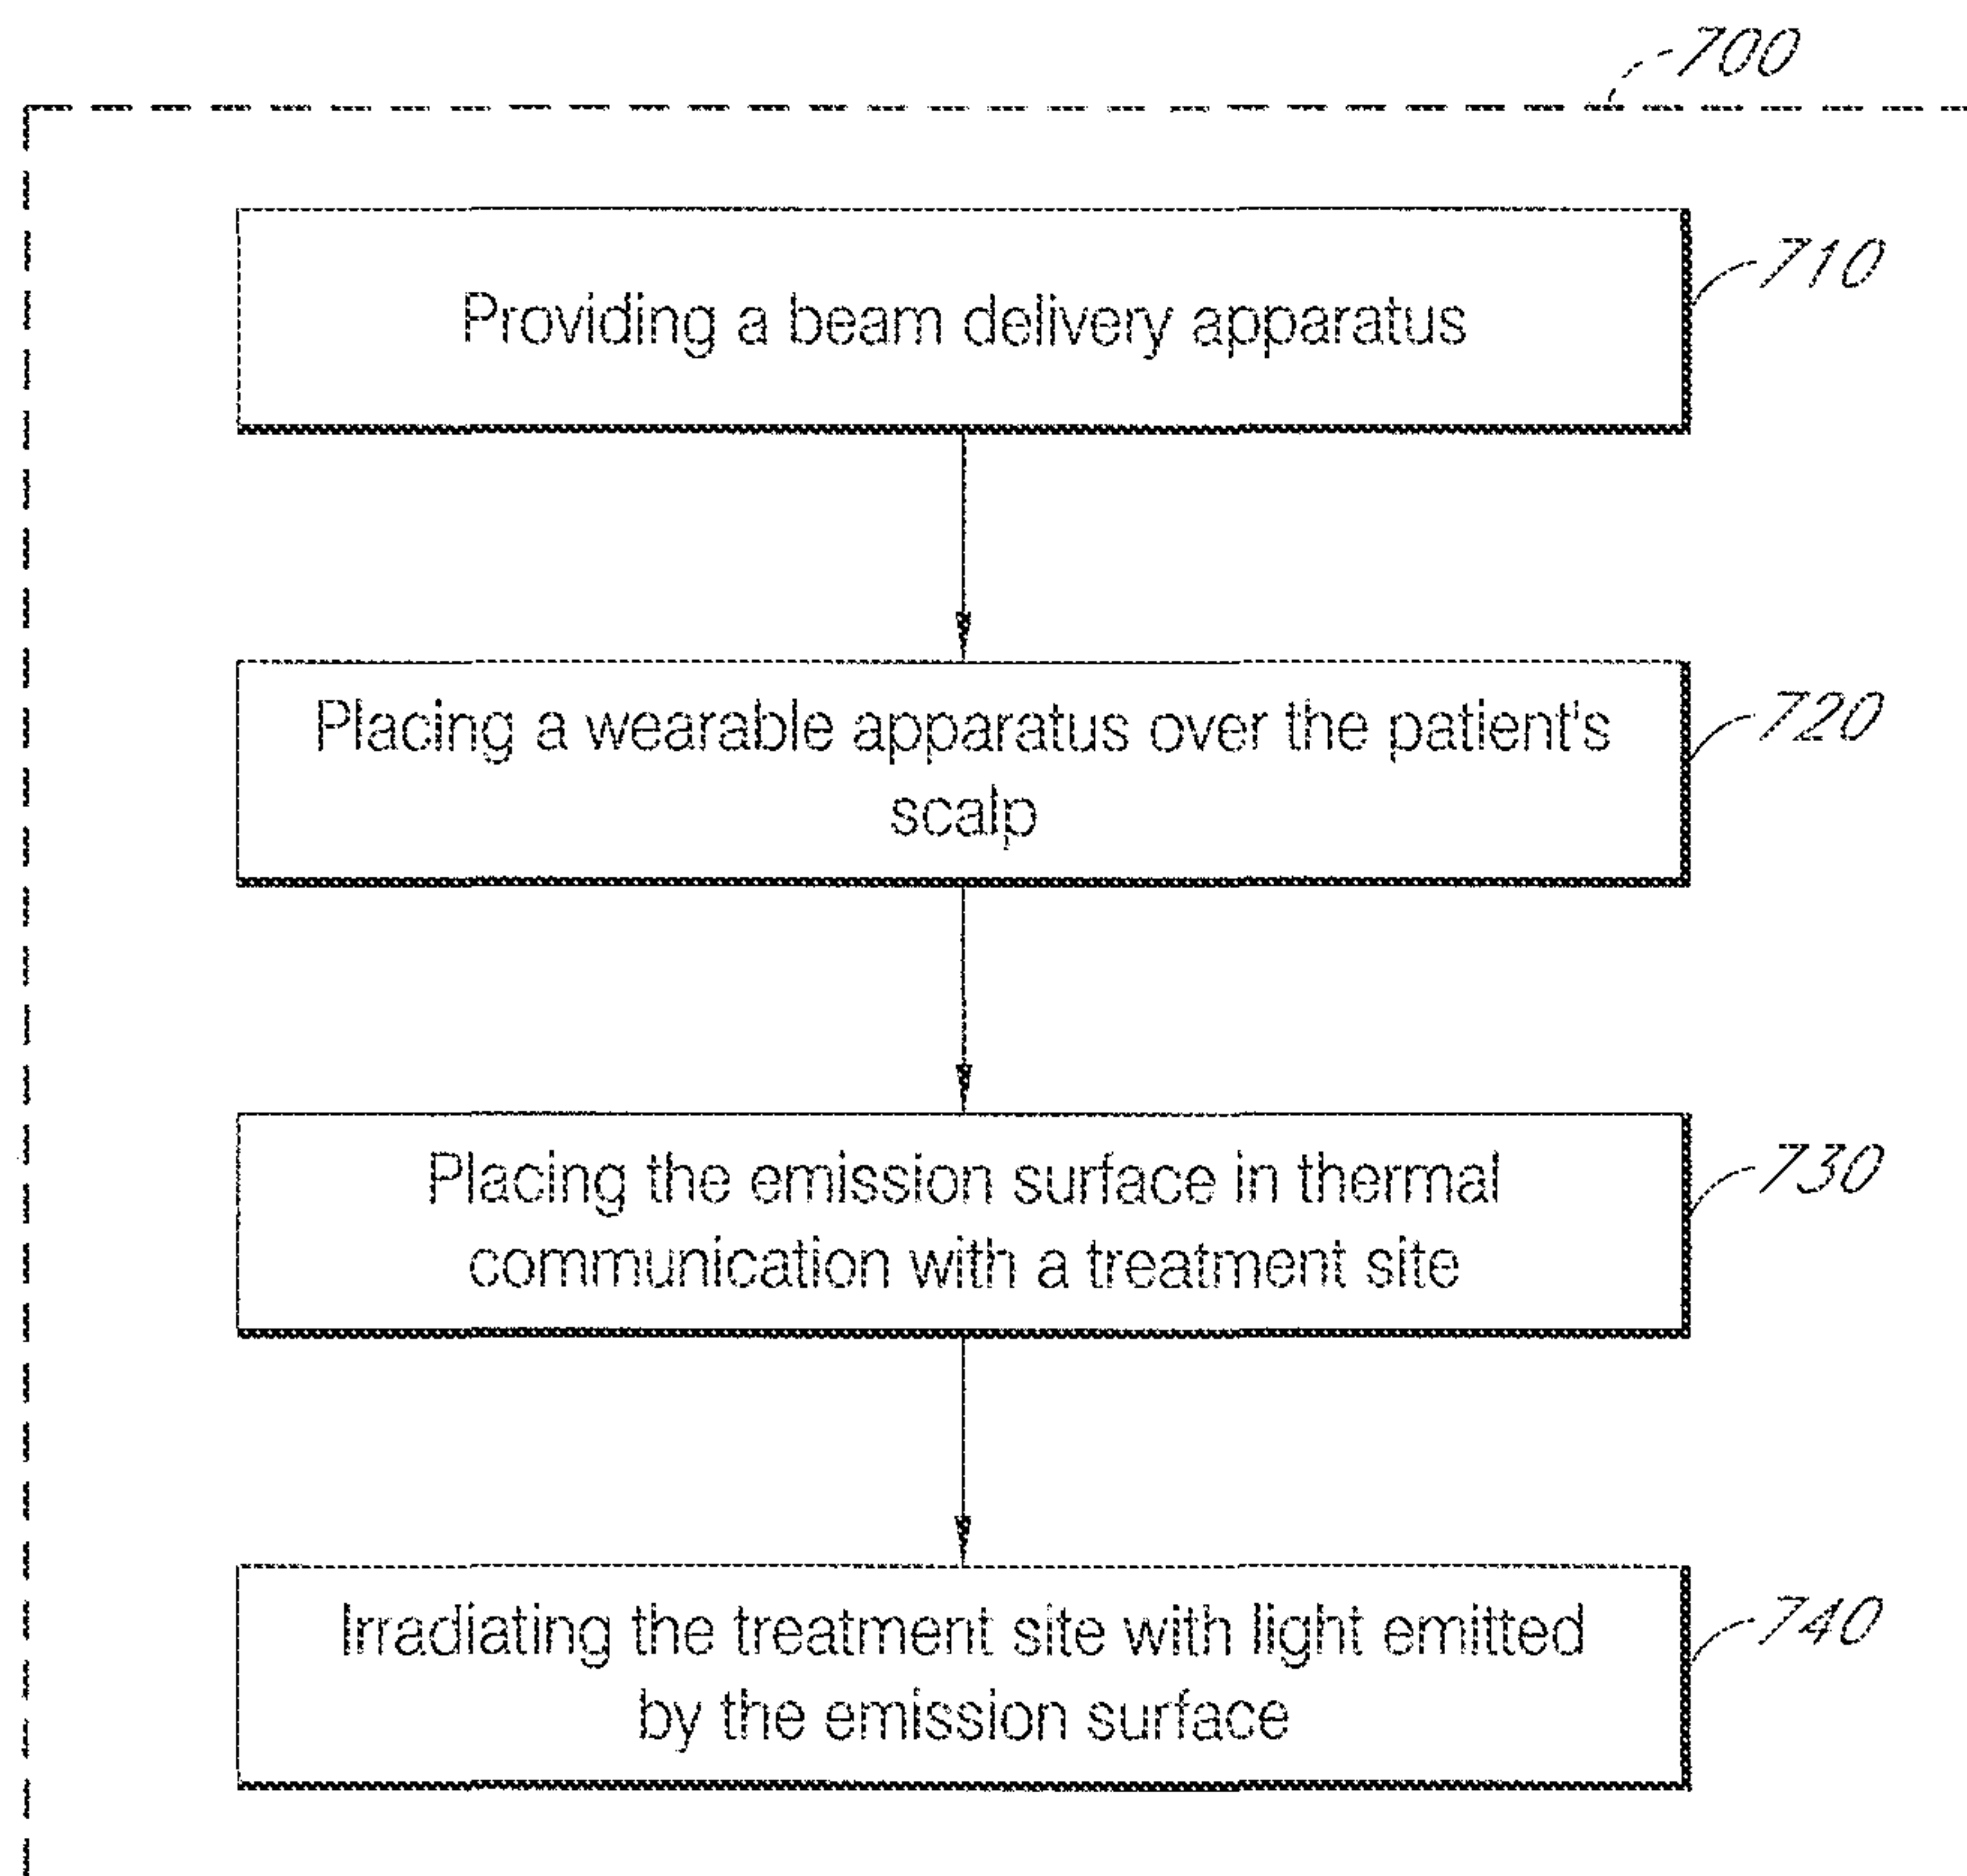 700
Providing a beam delivery apparatus
710
Placing a wearable apparatus over the patient's
scalp
720
Placing the emission surface in thermal
communication with a treatment site
730
Irradiating the treatment site with light emitted
by the emission surface
740